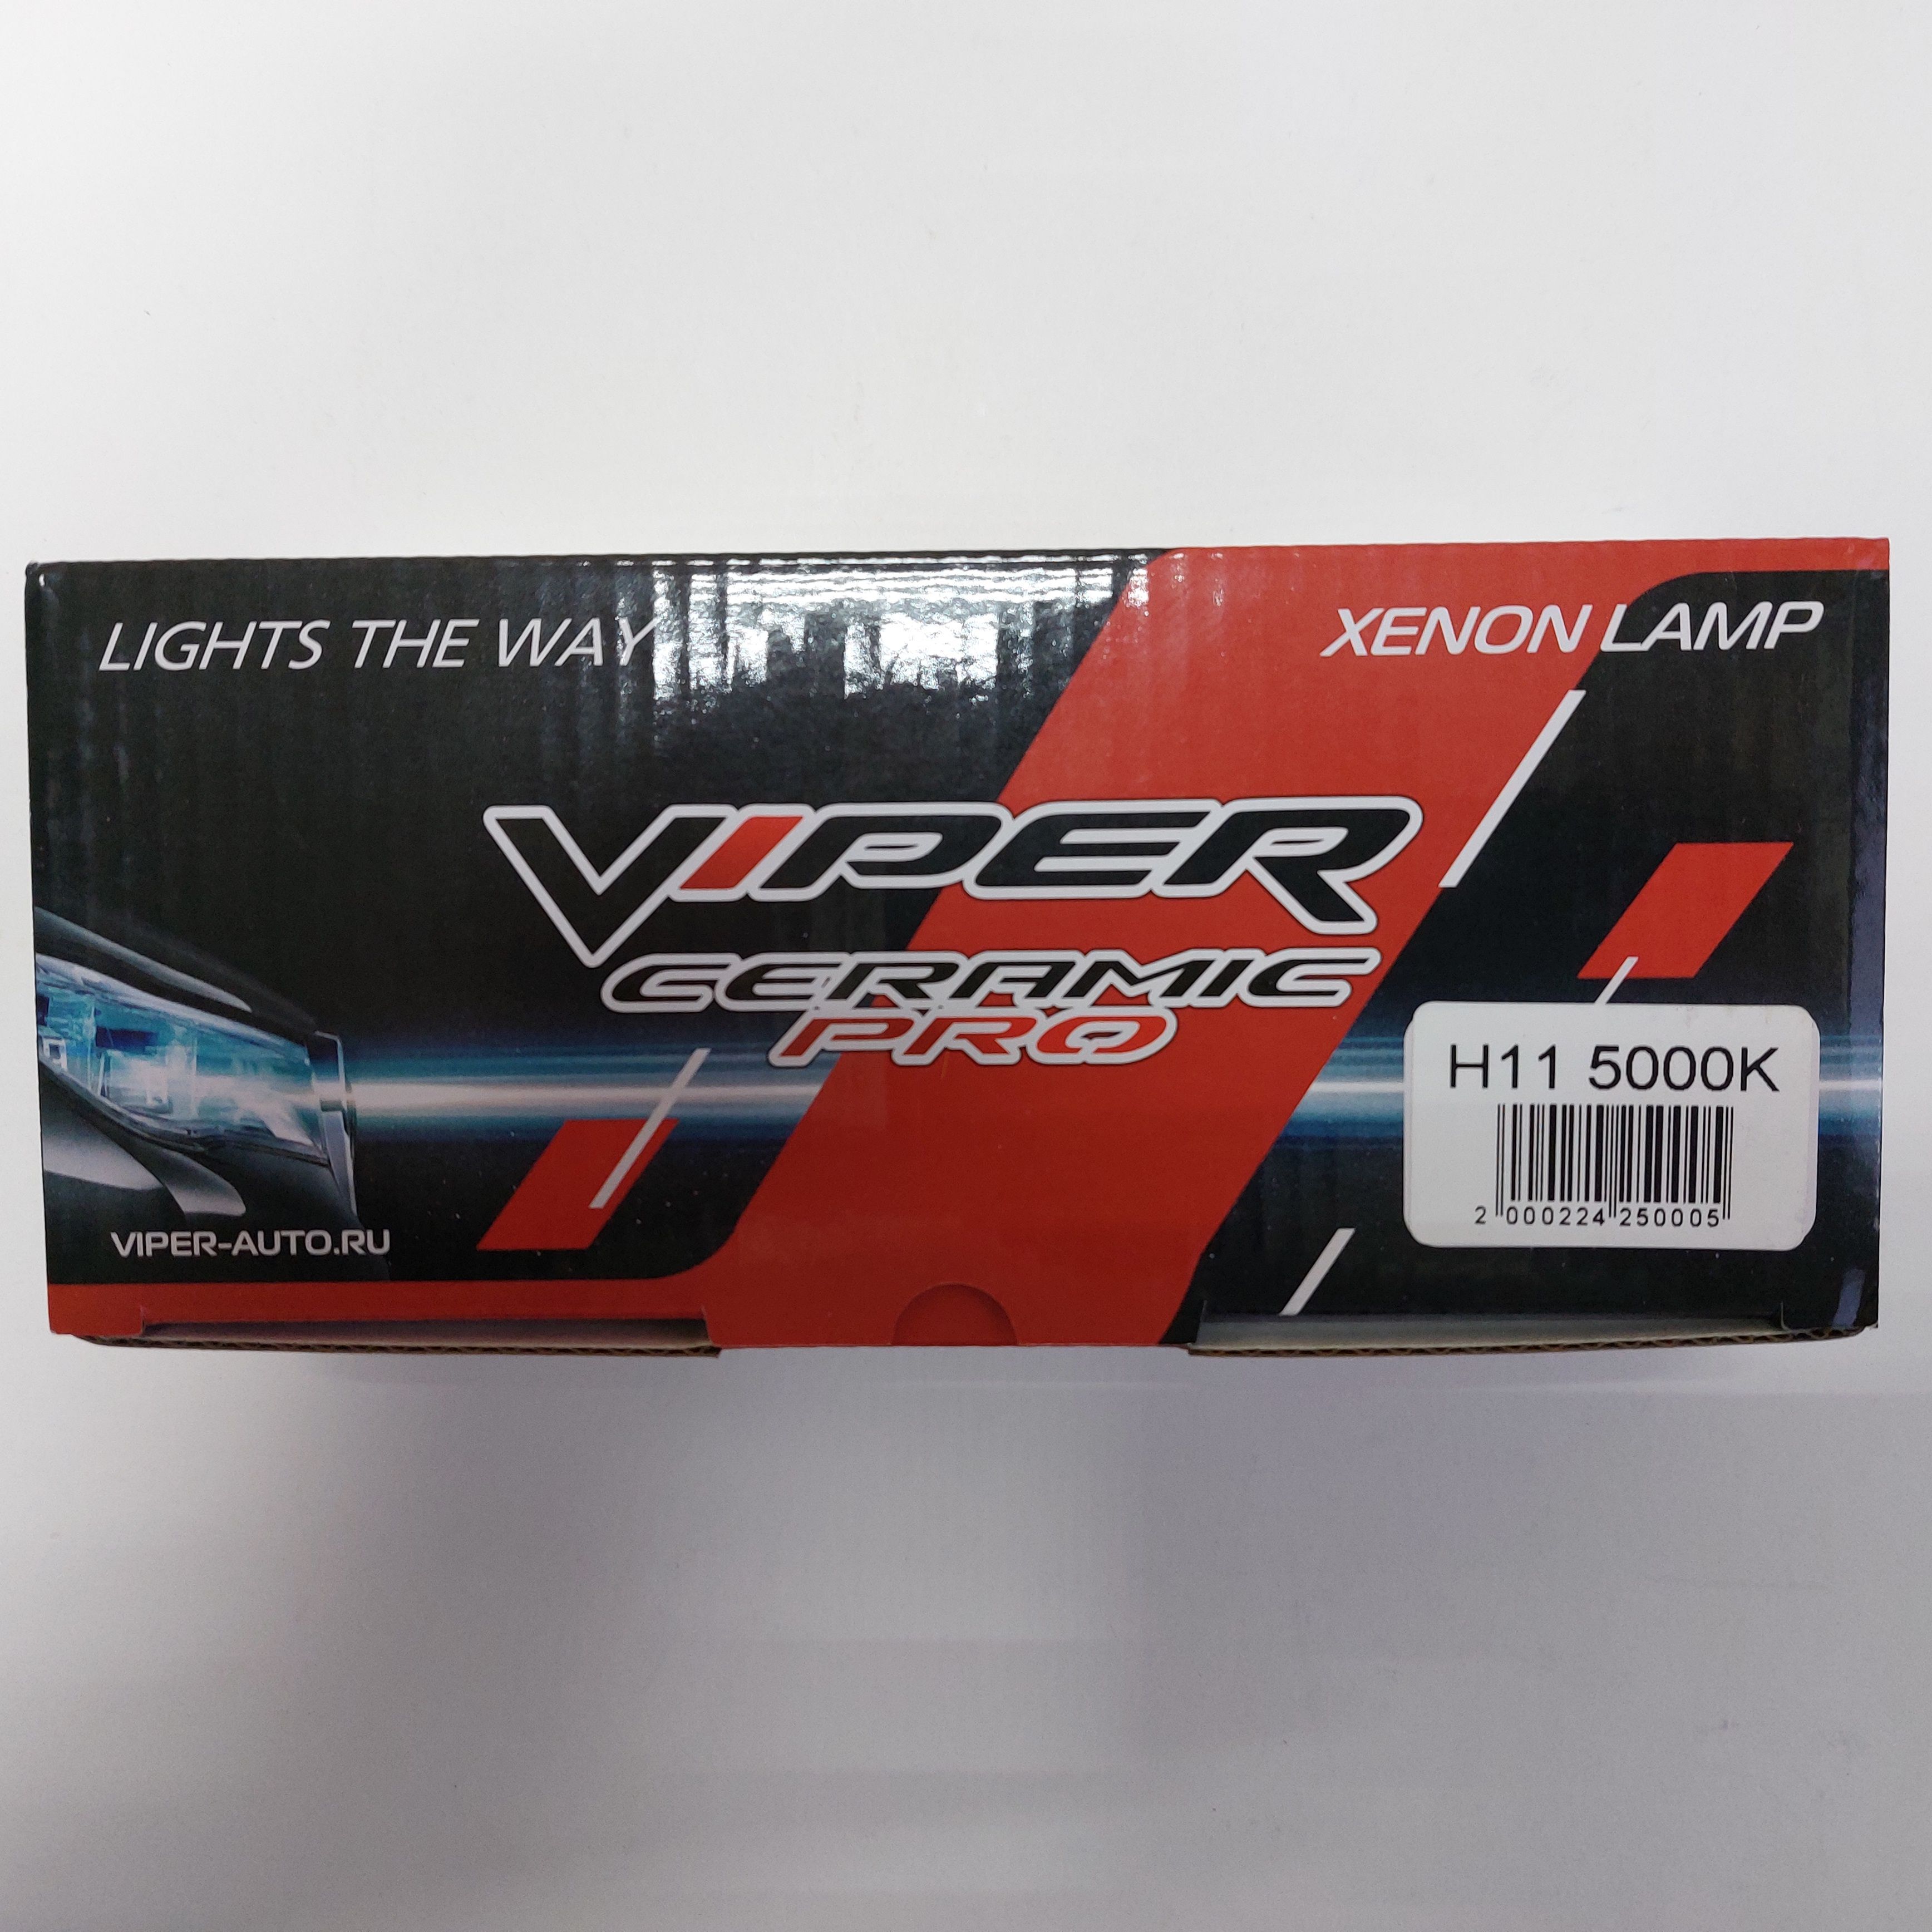 LIGHTS THE WAY
XENON LAMP
VIPER
CERAMIC
PRO
H11 5000K
2 000224 250005
VIPER-AUTO.RU